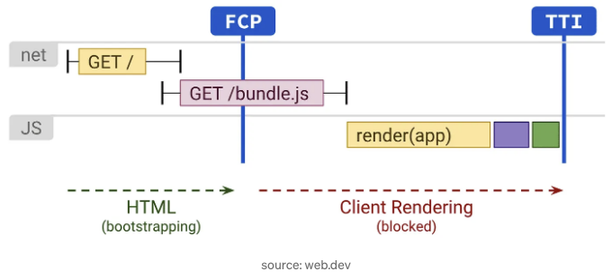 FCP
TTI
net
GET /
GET /bundle.js
JS
render(app)
HTML
(bootstrapping)
Client Rendering
(blocked)
source: web.dev